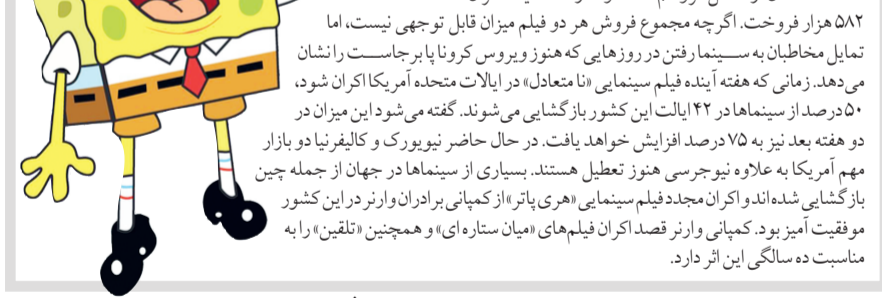 ۵۸۲ هزار فروخت. اگرچه مجموع فروش هر دو فیلم میزان قابل توجهی نیست، اما
تمایل مخاطبان به ســینما رفتن در روزهایی که هنوز ویروس کرونا پابرجاســت را نشان
می‌دهد. زمانی که هفته آینده فیلم سینمایی «نا متعادل» در ایالات متحده آمریکا اکران شود،
۵۰ درصد از سینماها در ۴۲ ایالت این کشور بازگشایی می‌شوند. گفته می‌شود این میزان در
دو هفته بعد نیز به ۷۵ درصد افزایش خواهد یافت. در حال حاضر نیویورک و کالیفرنیا دو بازار
مهم آمریکا به علاوه نیوجرسی هنوز تعطیل هستند. بسیاری از سینماها در جهان از جمله چین
بازگشایی شده‌اند و اکران مجدد فیلم سینمایی «هری پاتر» از کمپانی برادران وارنر در این کشور
موفقیت آمیز بود. کمپانی وارنر قصد اکران فیلم‌های «میان ستاره ای» و همچنین «تلقین» را به
مناسبت ده سالگی این اثر دارد.